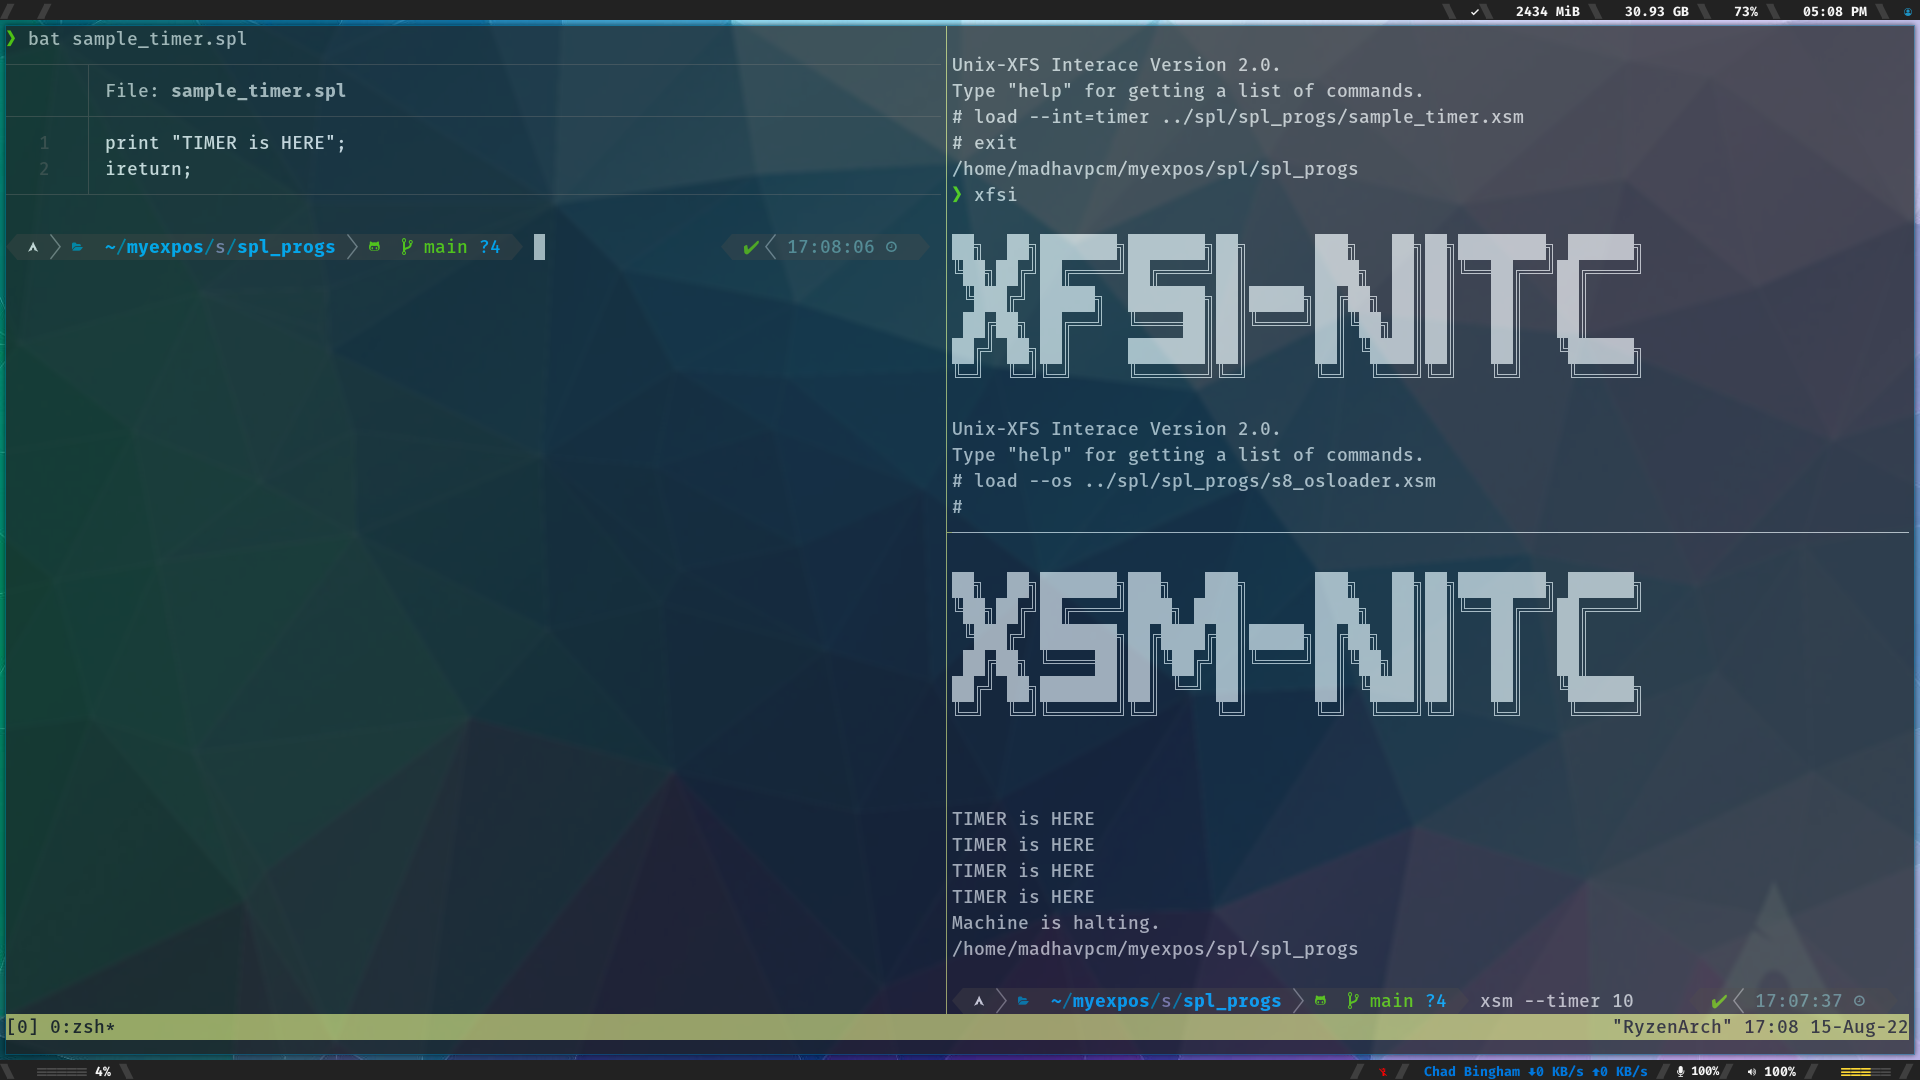 2434 MiB 30.93 GB 73% 05:08 PM
❯ bat sample_timer.spl
File: sample_timer.spl
1 print "TIMER is HERE";
2 ireturn;
~/myexpos/s/spl_progs main ?4 ✔ 17:08:06
Unix-XFS Interace Version 2.0.
Type "help" for getting a list of commands.
# load --int=timer ../spl/spl_progs/sample_timer.xsm
# exit
/home/madhavpcm/myexpos/spl/spl_progs
❯ xfsi
XFSI-NITC
Unix-XFS Interace Version 2.0.
Type "help" for getting a list of commands.
# load --os ../spl/spl_progs/s8_osloader.xsm
#
XSM-NITC
TIMER is HERE
TIMER is HERE
TIMER is HERE
TIMER is HERE
Machine is halting.
/home/madhavpcm/myexpos/spl/spl_progs
~/myexpos/s/spl_progs main ?4 xsm --timer 10 ✔ 17:07:37
[0] 0:zsh* "RyzenArch" 17:08 15-Aug-22
4% Chad Bingham ⬇0 KB/s ⬆0 KB/s 100% 100%